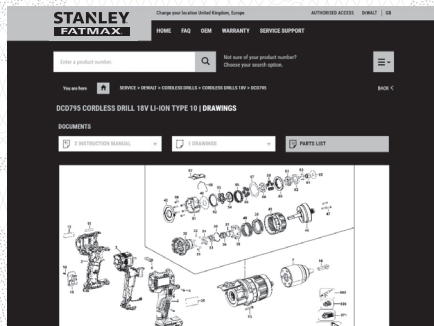 STANLEY
FATMAX
Change your location United Kingdom, Europe
AUTHORISED ACCESS DeWALT | GB
HOME FAQ OEM WARRANTY SERVICE SUPPORT
Enter a product number.
Not sure of your product number?
Choose your search option.
You are here
SERVICE > DEWALT > CORDLESS DRILLS > CORDLESS DRILLS 18V > DCD795
BACK <
DCD795 CORDLESS DRILL 18V LI-ION TYPE 10 | DRAWINGS
DOCUMENTS
2 INSTRUCTION MANUAL
1 DRAWINGS
PARTS LIST